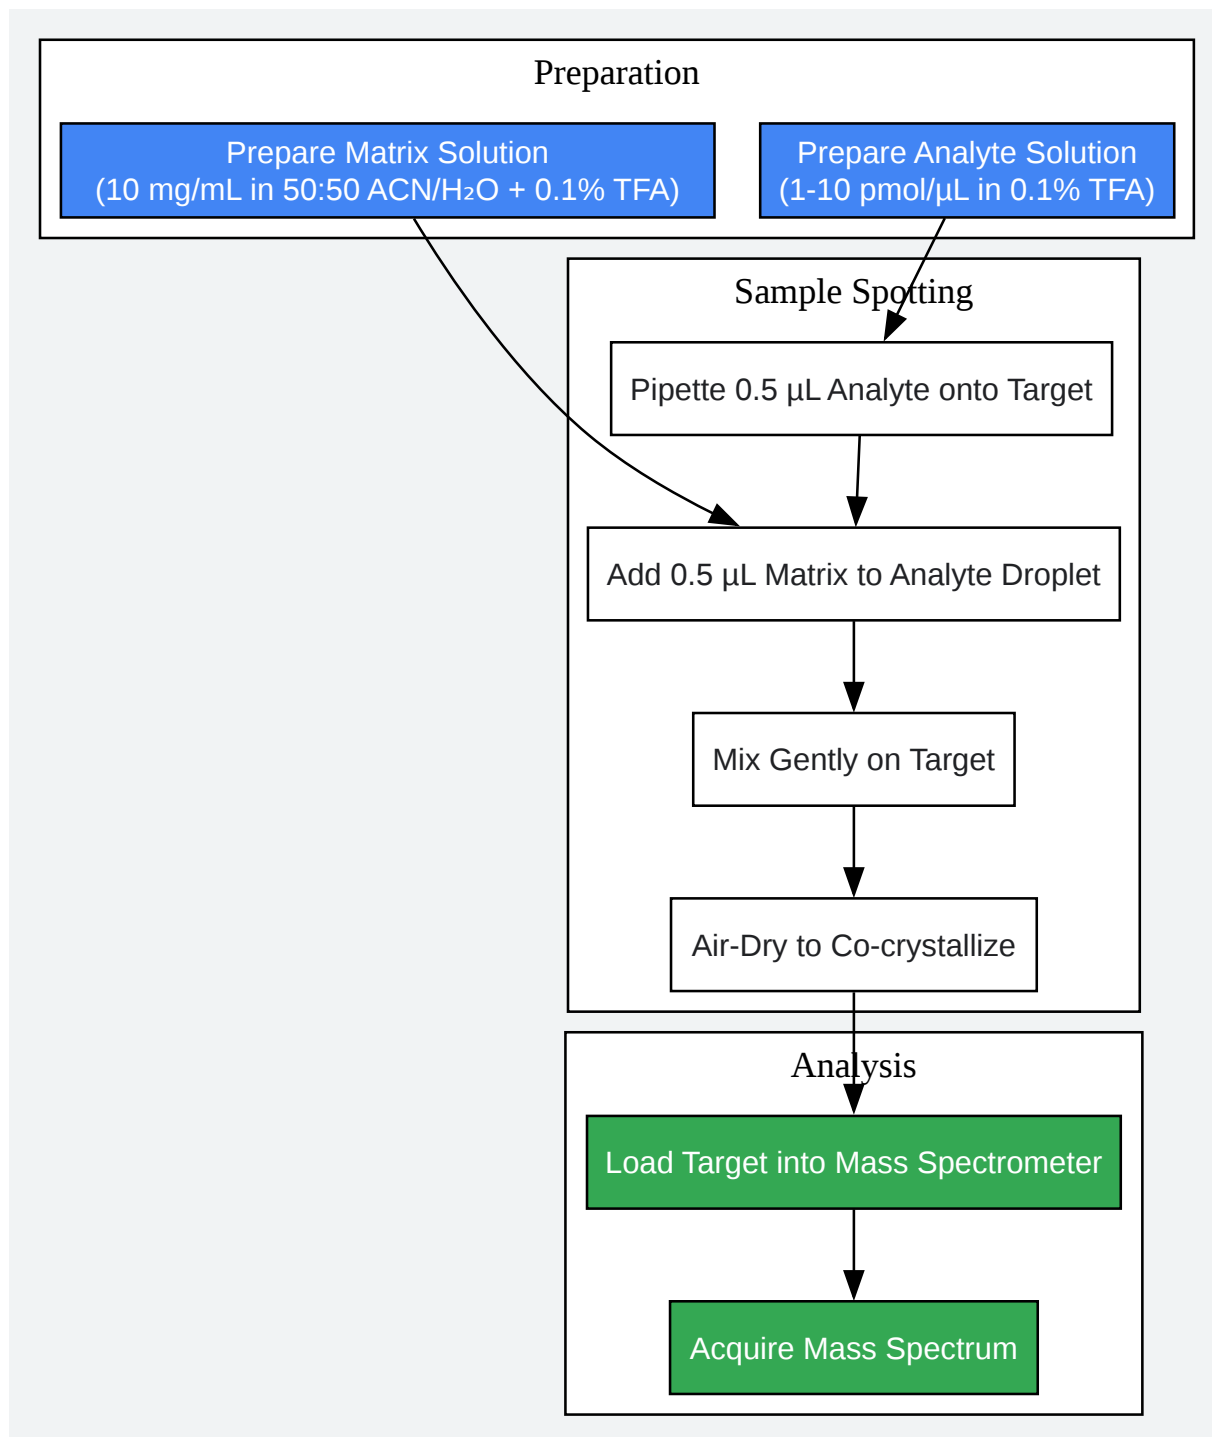 Preparation
Prepare Matrix Solution
(10 mg/mL in 50:50 ACN/H₂O + 0.1% TFA)
Prepare Analyte Solution
(1-10 pmol/µL in 0.1% TFA)
Sample Spotting
Pipette 0.5 µL Analyte onto Target
Add 0.5 µL Matrix to Analyte Droplet
Mix Gently on Target
Air-Dry to Co-crystallize
Analysis
Load Target into Mass Spectrometer
Acquire Mass Spectrum